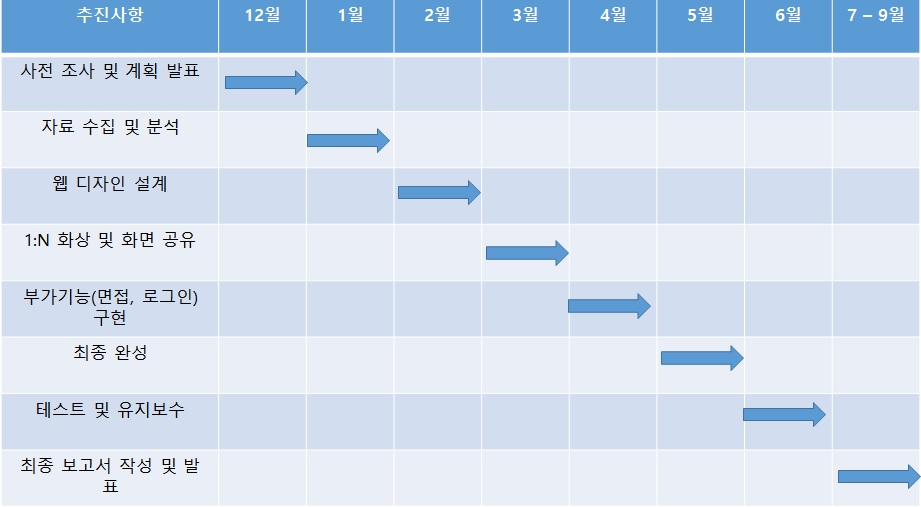 추진사항 12월 1월 2월 3월 4월 5월 6월 7 – 9월
사전 조사 및 계획 발표
자료 수집 및 분석
웹 디자인 설계
1:N 화상 및 화면 공유
부가기능(면접, 로그인)
구현
최종 완성
테스트 및 유지보수
최종 보고서 작성 및 발
표